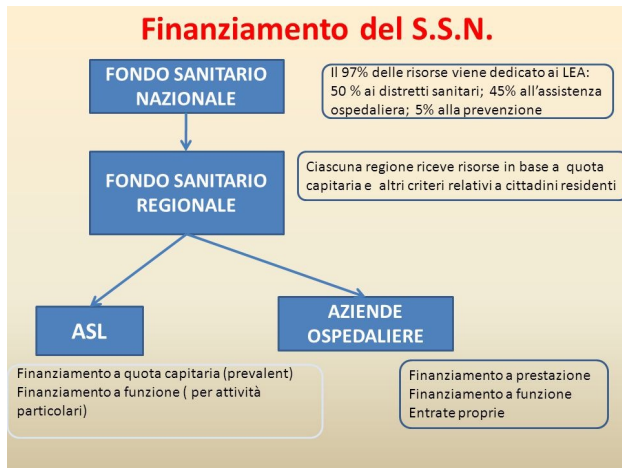 Finanziamento del S.S.N.
FONDO SANITARIO
NAZIONALE
Il 97% delle risorse viene dedicato ai LEA:
50 % ai distretti sanitari; 45% all'assistenza
ospedaliera; 5% alla prevenzione
FONDO SANITARIO
REGIONALE
Ciascuna regione riceve risorse in base a quota
capitaria e altri criteri relativi a cittadini residenti
ASL
AZIENDE
OSPEDALIERE
Finanziamento a quota capitaria (prevalent)
Finanziamento a funzione ( per attività
particolari)
Finanziamento a prestazione
Finanziamento a funzione
Entrate proprie